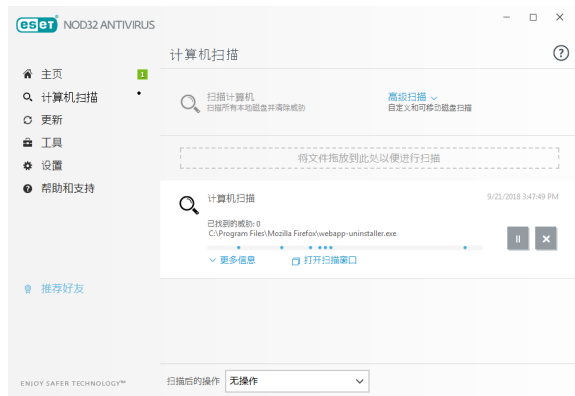 eset NOD32 ANTIVIRUS
计算机扫描
?
主页 1
计算机扫描
更新
工具
设置
帮助和支持
推荐好友
ENJOY SAFER TECHNOLOGY™
扫描计算机
扫描所有本地磁盘并清除威胁
高级扫描
自定义和可移动磁盘扫描
将文件拖放到此处以便进行扫描
计算机扫描
9/21/2018 3:47:49 PM
已找到的威胁: 0
C:\Program Files\Mozilla Firefox\webapp-uninstaller.exe
更多信息 打开扫描窗口
扫描后的操作 无操作